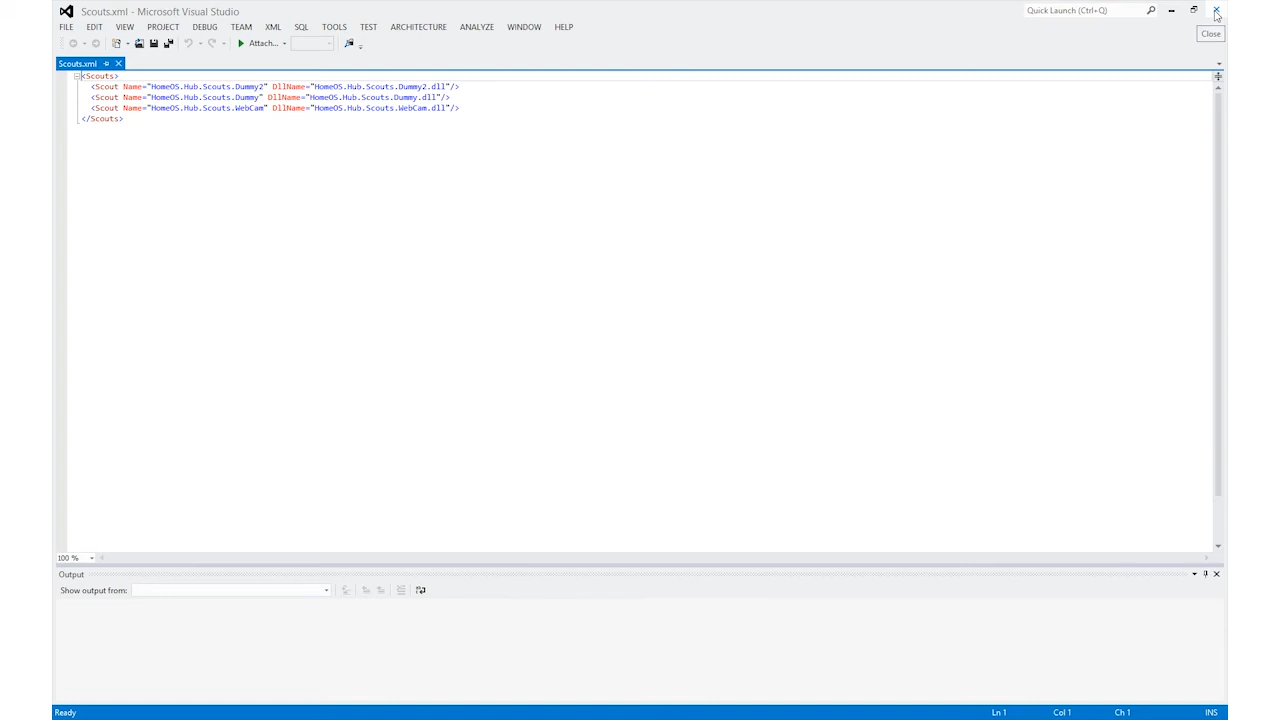 Scouts.xml - Microsoft Visual Studio
Quick Launch (Ctrl+Q)
FILE EDIT VIEW PROJECT DEBUG TEAM XML SQL TOOLS TEST ARCHITECTURE ANALYZE WINDOW HELP
Close
Attach...
Scouts.xml
<Scouts>
<Scout Name="HomeOS.Hub.Scouts.Dummy2" DllName="HomeOS.Hub.Scouts.Dummy2.dll"/>
<Scout Name="HomeOS.Hub.Scouts.Dummy" DllName="HomeOS.Hub.Scouts.Dummy.dll"/>
<Scout Name="HomeOS.Hub.Scouts.WebCam" DllName="HomeOS.Hub.Scouts.WebCam.dll"/>
</Scouts>
100 %
Output
Show output from:
Ready Ln 1 Col 1 Ch 1 INS